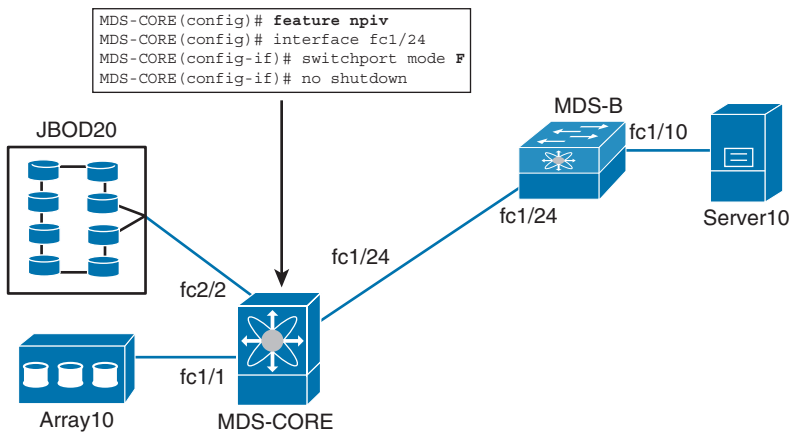 MDS-CORE(config)# feature npiv
MDS-CORE(config)# interface fc1/24
MDS-CORE(config-if)# switchport mode F
MDS-CORE(config-if)# no shutdown
JBOD20
MDS-B
fc1/10
Server10
fc1/24
fc1/24
fc2/2
fc1/1
Array10
MDS-CORE